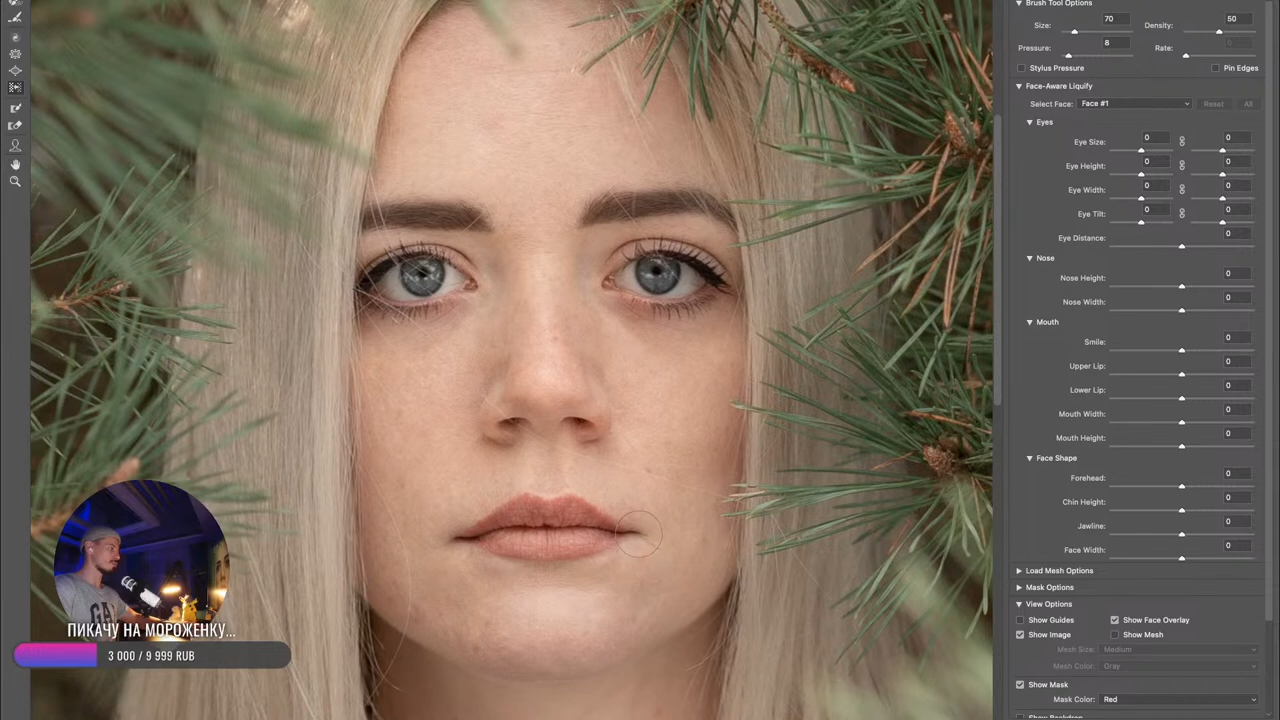 Brush Tool Options
Size: 70 Density: 50
Pressure: 8 Rate: 0
Stylus Pressure Pin Edges
Face-Aware Liquify
Select Face: Face #1 Reset All
Eyes
Eye Size: 0 0
Eye Height: 0 0
Eye Width: 0 0
Eye Tilt: 0 0
Eye Distance: 0
Nose
Nose Height: 0
Nose Width: 0
Mouth
Smile: 0
Upper Lip: 0
Lower Lip: 0
Mouth Width: 0
Mouth Height: 0
Face Shape
Forehead: 0
Chin Height: 0
Jawline: 0
Face Width: 0
Load Mesh Options
Mask Options
View Options
Show Guides Show Face Overlay
Show Image Show Mesh
Mesh Size: Medium
Mesh Color: Gray
Show Mask
Mask Color: Red
Show Backdrop
GA
ПИКАЧУ НА МОРОЖЕНКУ...
3 000 / 9 999 RUB